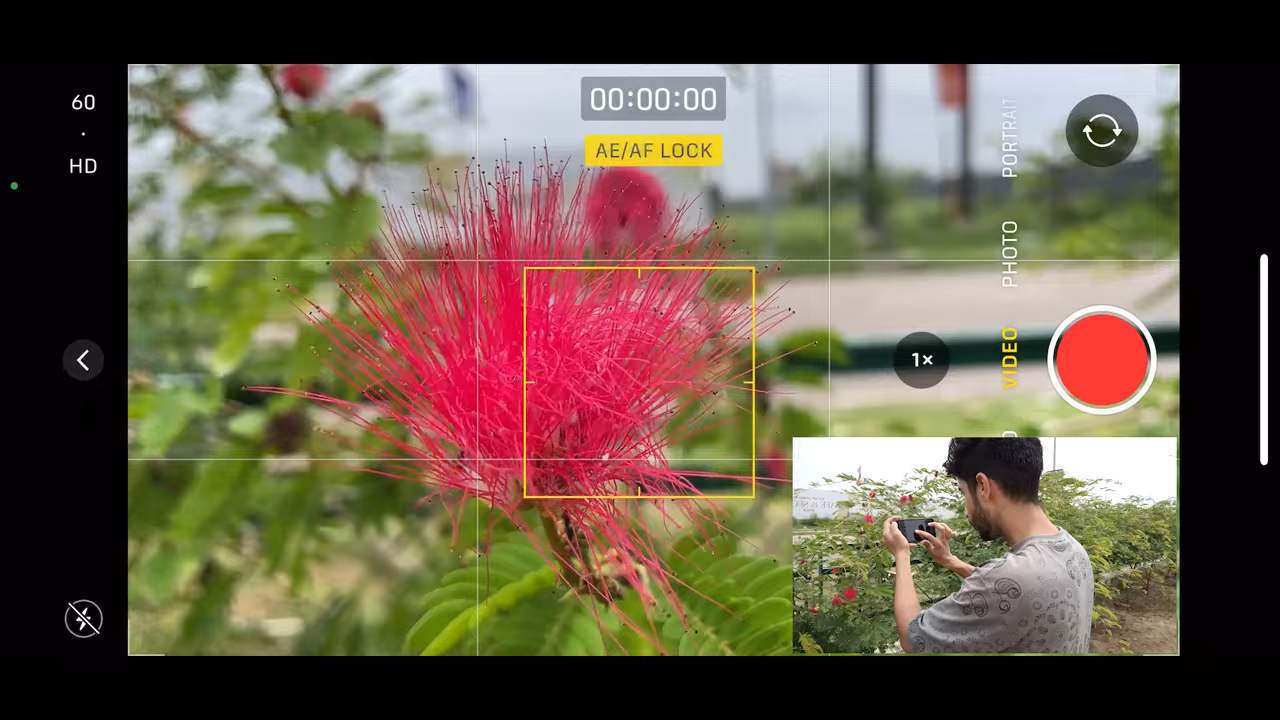 60
·
HD
00:00:00
AE/AF LOCK
PORTRAIT
PHOTO
VIDEO
1×